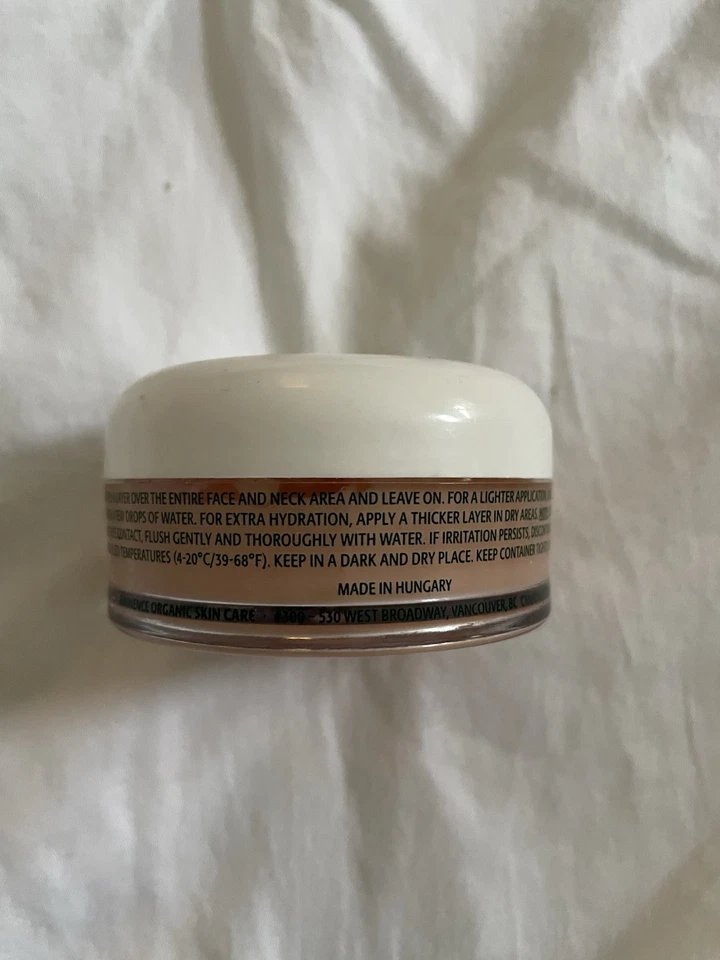 LAYER OVER THE ENTIRE FACE AND NECK AREA AND LEAVE ON. FOR A LIGHTER APPLICATION,
FEW DROPS OF WATER. FOR EXTRA HYDRATION, APPLY A THICKER LAYER IN DRY AREAS.
CONTACT, FLUSH GENTLY AND THOROUGHLY WITH WATER. IF IRRITATION PERSISTS,
TEMPERATURES (4-20°C/39-68°F). KEEP IN A DARK AND DRY PLACE. KEEP CONTAINER
MADE IN HUNGARY
ORGANIC SKIN CARE - 530 WEST BROADWAY, VANCOUVER, BC